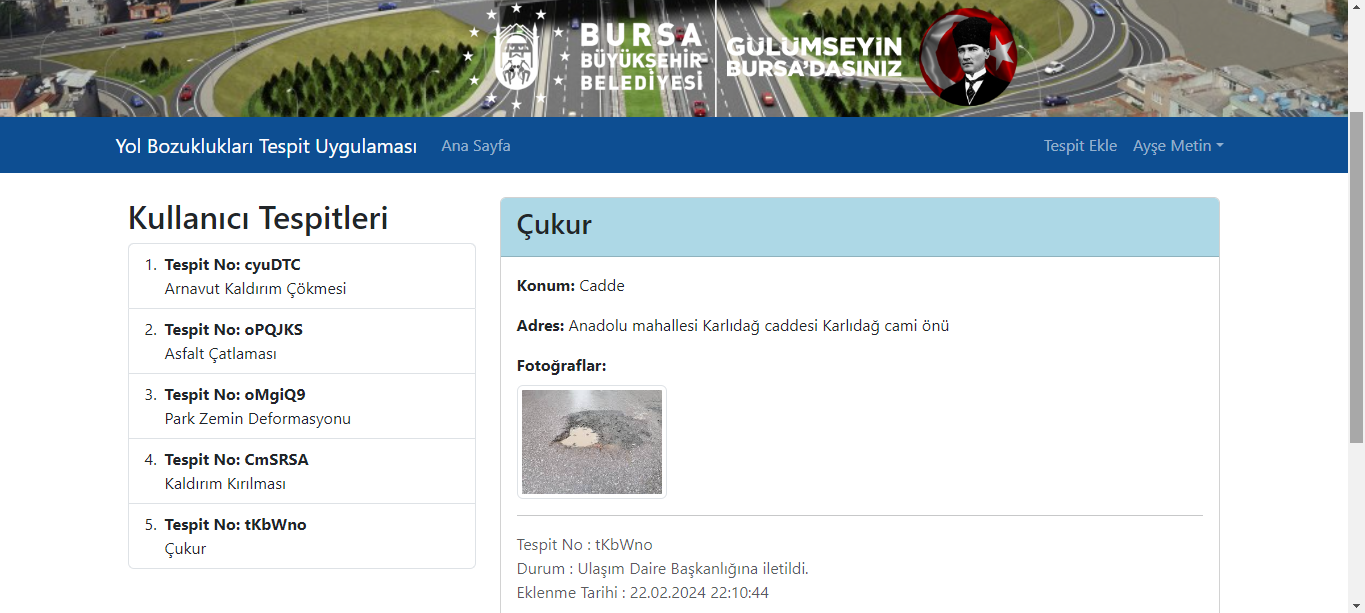 BURSA
BÜYÜKŞEHİR
BELEDİYESİ
GÜLÜMSEYİN
BURSA'DASINIZ
Yol Bozuklukları Tespit Uygulaması Ana Sayfa Tespit Ekle Ayşe Metin
Kullanıcı Tespitleri
1. Tespit No: cyuDTC
Arnavut Kaldırım Çökmesi
2. Tespit No: oPQJKS
Asfalt Çatlaması
3. Tespit No: oMgiQ9
Park Zemin Deformasyonu
4. Tespit No: CmSRSA
Kaldırım Kırılması
5. Tespit No: tKbWno
Çukur
Çukur
Konum: Cadde
Adres: Anadolu mahallesi Karlıdağ caddesi Karlıdağ cami önü
Fotoğraflar:
Tespit No : tKbWno
Durum : Ulaşım Daire Başkanlığına iletildi.
Eklenme Tarihi : 22.02.2024 22:10:44